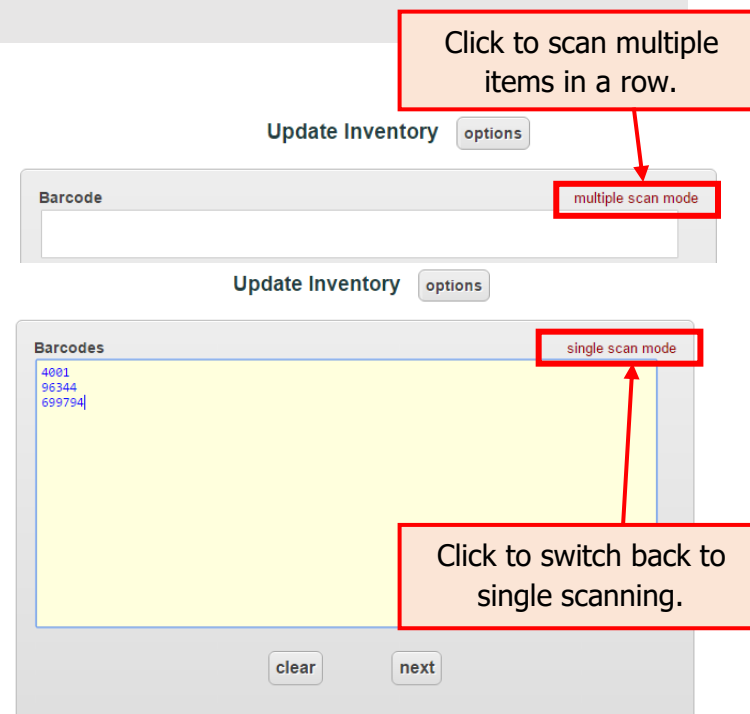 Click to scan multiple
items in a row.
Update Inventory options
Barcode multiple scan mode
Update Inventory options
Barcodes single scan mode
4001
96344
699794
Click to switch back to
single scanning.
clear next